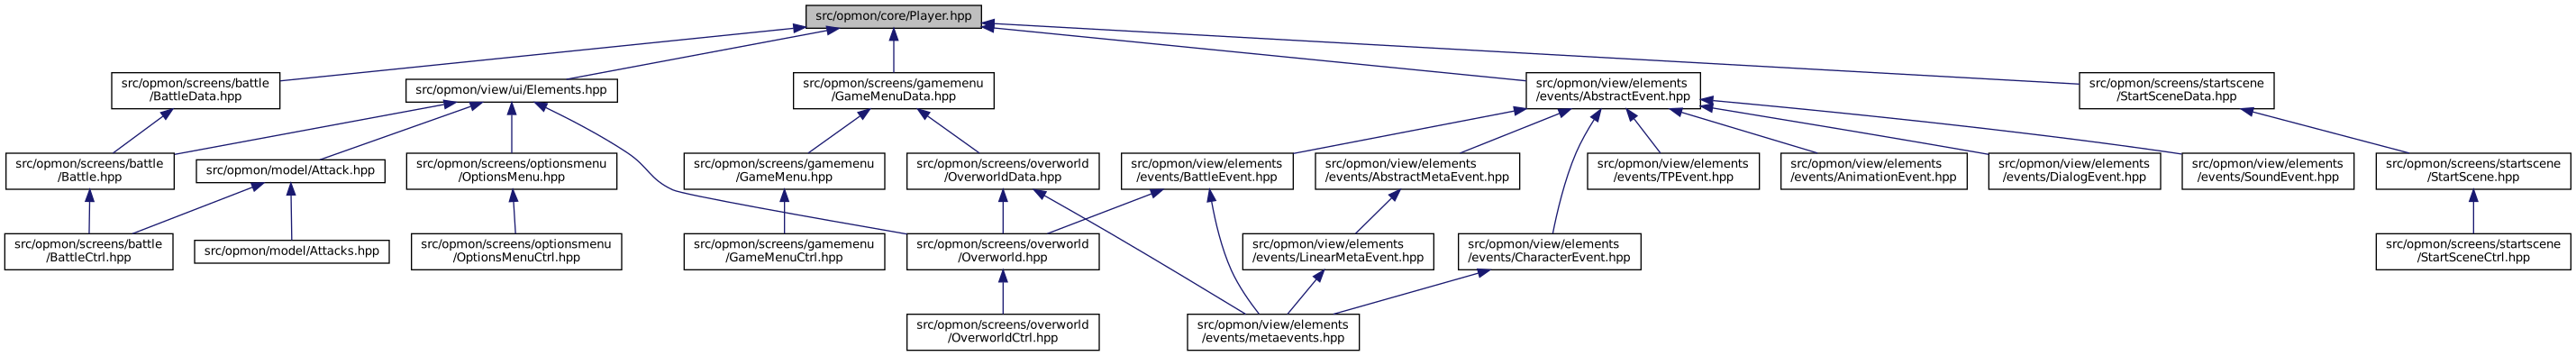 src/opmon/core/Player.hpp
src/opmon/screens/battle
/BattleData.hpp
src/opmon/view/ui/Elements.hpp
src/opmon/screens/gamemenu
/GameMenuData.hpp
src/opmon/view/elements
/events/AbstractEvent.hpp
src/opmon/screens/startscene
/StartSceneData.hpp
src/opmon/screens/battle
/Battle.hpp
src/opmon/model/Attack.hpp
src/opmon/screens/optionsmenu
/OptionsMenu.hpp
src/opmon/screens/gamemenu
/GameMenu.hpp
src/opmon/screens/overworld
/OverworldData.hpp
src/opmon/view/elements
/events/BattleEvent.hpp
src/opmon/view/elements
/events/AbstractMetaEvent.hpp
src/opmon/view/elements
/events/TPEvent.hpp
src/opmon/view/elements
/events/AnimationEvent.hpp
src/opmon/view/elements
/events/DialogEvent.hpp
src/opmon/view/elements
/events/SoundEvent.hpp
src/opmon/screens/startscene
/StartScene.hpp
src/opmon/screens/battle
/BattleCtrl.hpp
src/opmon/model/Attacks.hpp
src/opmon/screens/optionsmenu
/OptionsMenuCtrl.hpp
src/opmon/screens/gamemenu
/GameMenuCtrl.hpp
src/opmon/screens/overworld
/Overworld.hpp
src/opmon/view/elements
/events/LinearMetaEvent.hpp
src/opmon/view/elements
/events/CharacterEvent.hpp
src/opmon/screens/startscene
/StartSceneCtrl.hpp
src/opmon/screens/overworld
/OverworldCtrl.hpp
src/opmon/view/elements
/events/metaevents.hpp